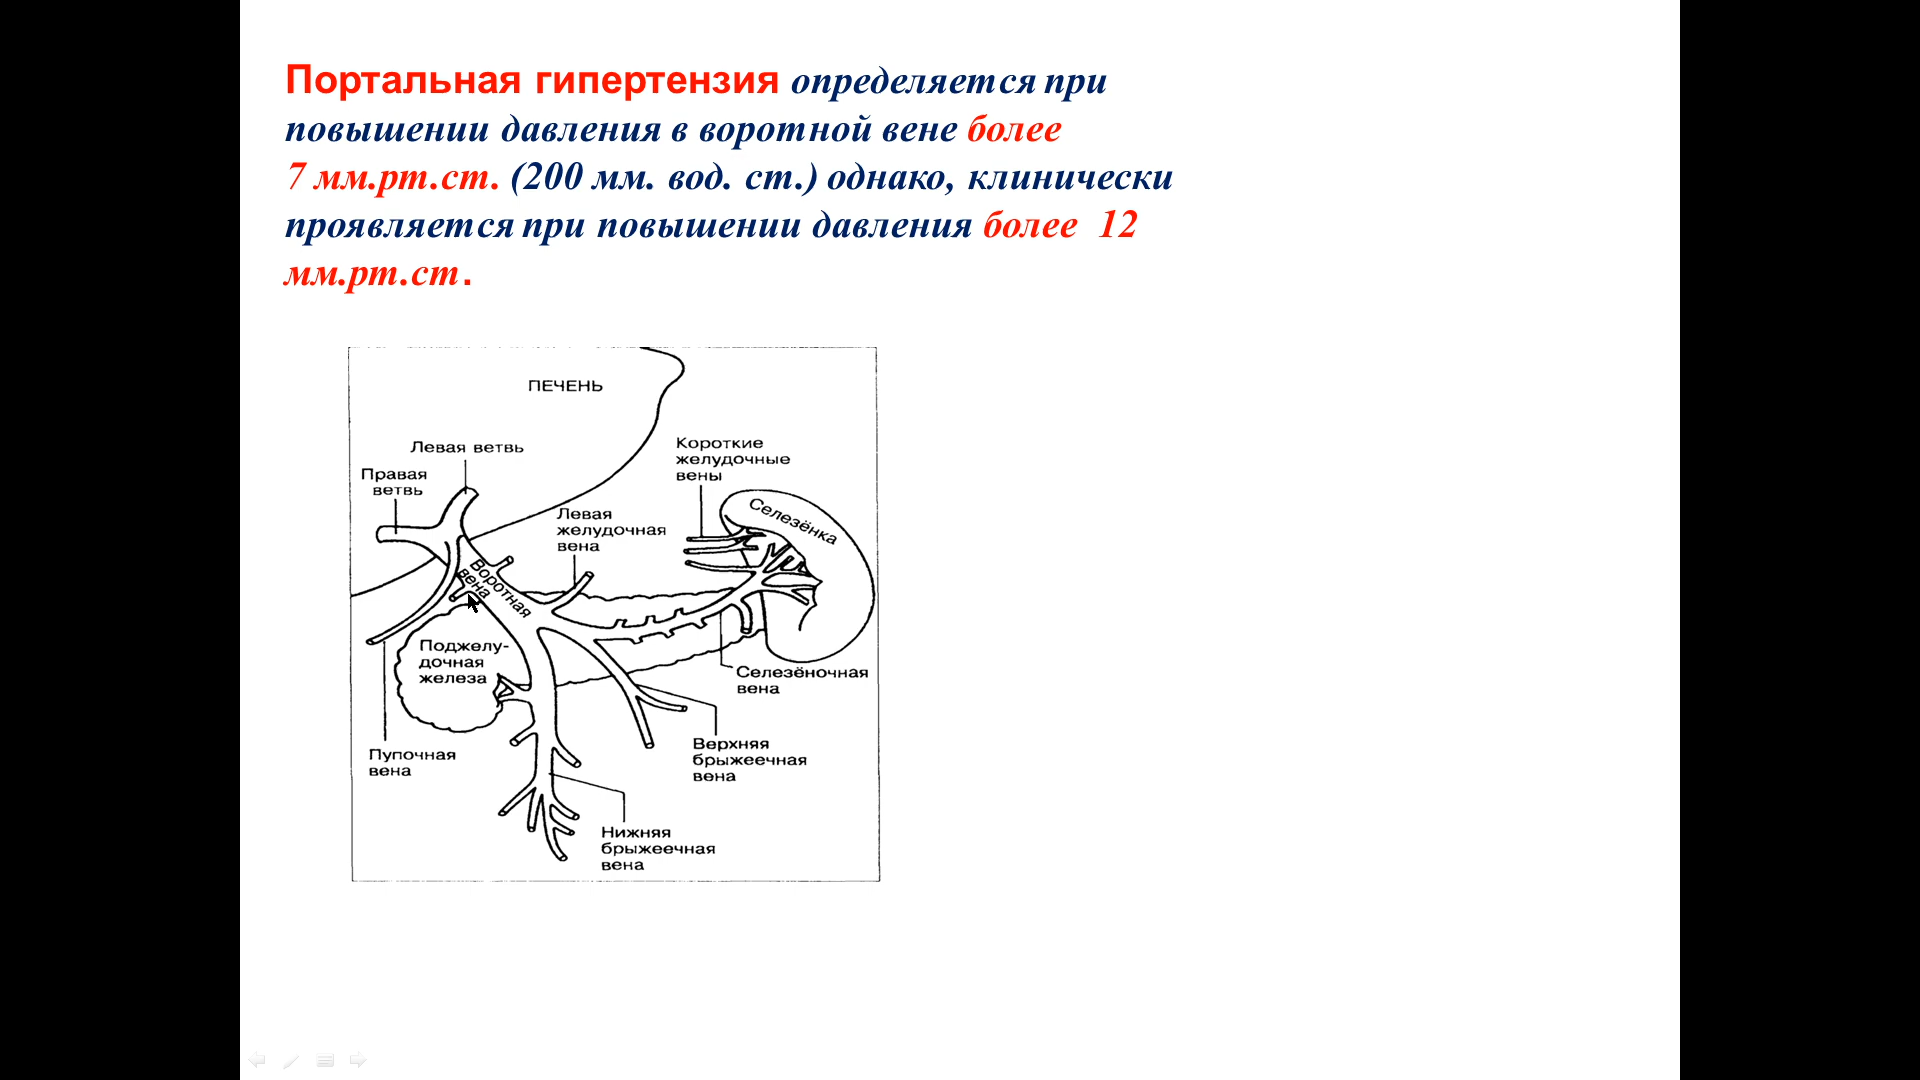 Портальная гипертензия определяется при
повышении давления в воротной вене более
7 мм.рт.ст. (200 мм. вод. ст.) однако, клинически
проявляется при повышении давления более 12
мм.рт.ст.
ПЕЧЕНЬ
Левая ветвь
Правая
ветвь
Короткие
желудочные
вены
Левая
желудочная
вена
Селезёнка
Воротная
вена
Поджелу-
дочная
железа
Селезёночная
вена
Пупочная
вена
Верхняя
брыжеечная
вена
Нижняя
брыжеечная
вена